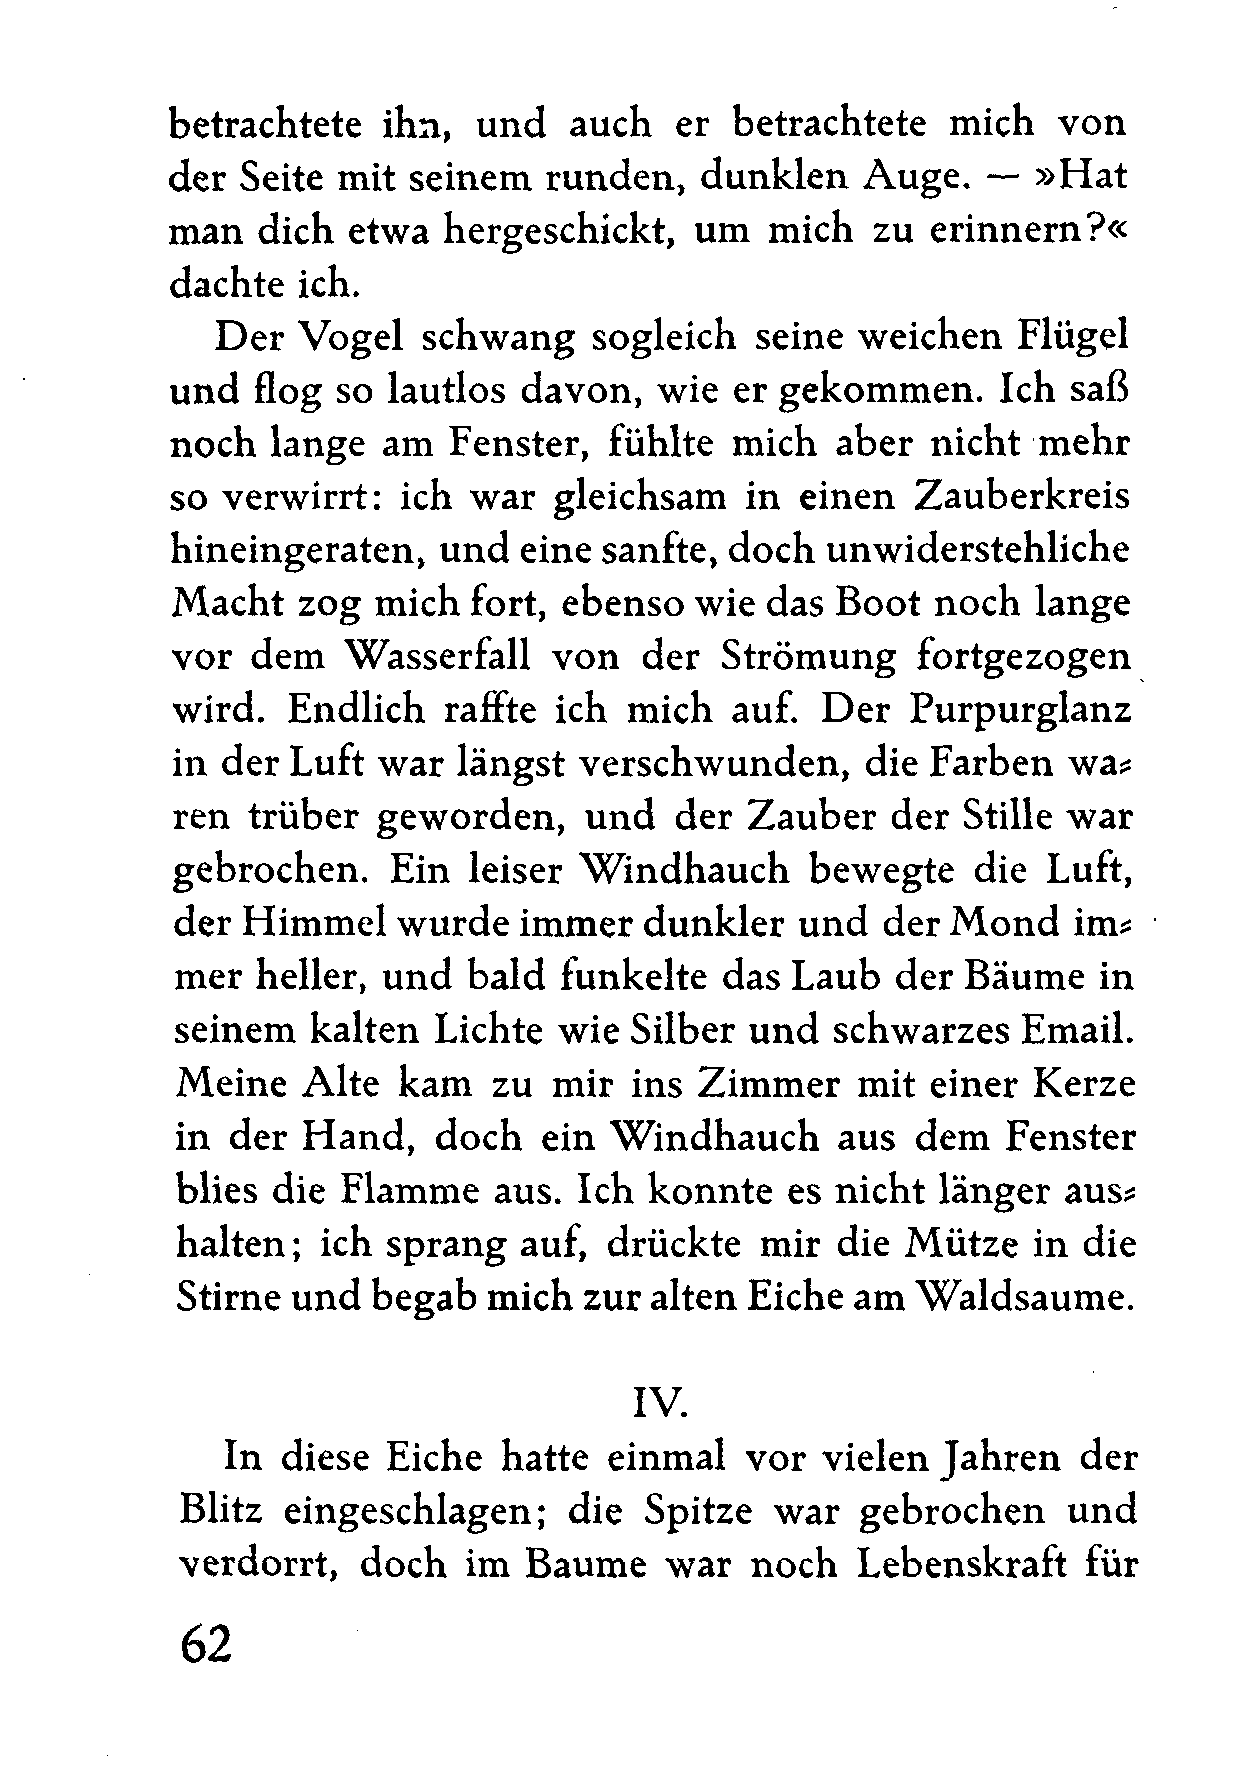 betrachtete ihn, und auch er betrachtete mich von
der Seite mit seinem runden, dunklen Auge. — »Hat
man dich etwa hergeschickt, um mich zu erinnern?«
dachte ich.
Der Vogel schwang sogleich seine weichen Flügel
und flog so lautlos davon, wie er gekommen. Ich saß
noch lange am Fenster, fühlte mich aber nicht mehr
so verwirrt: ich war gleichsam in einen Zauberkreis
hineingeraten, und eine sanfte, doch unwiderstehliche
Macht zog mich fort, ebenso wie das Boot noch lange
vor dem Wasserfall von der Strömung fortgezogen
wird. Endlich raffte ich mich auf. Der Purpurglanz
in der Luft war längst verschwunden, die Farben wa⸗
ren trüber geworden, und der Zauber der Stille war
gebrochen. Ein leiser Windhauch bewegte die Luft,
der Himmel wurde immer dunkler und der Mond im⸗
mer heller, und bald funkelte das Laub der Bäume in
seinem kalten Lichte wie Silber und schwarzes Email.
Meine Alte kam zu mir ins Zimmer mit einer Kerze
in der Hand, doch ein Windhauch aus dem Fenster
blies die Flamme aus. Ich konnte es nicht länger aus⸗
halten; ich sprang auf, drückte mir die Mütze in die
Stirne und begab mich zur alten Eiche am Waldsaume.
IV.
In diese Eiche hatte einmal vor vielen Jahren der
Blitz eingeschlagen; die Spitze war gebrochen und
verdorrt, doch im Baume war noch Lebenskraft für
62